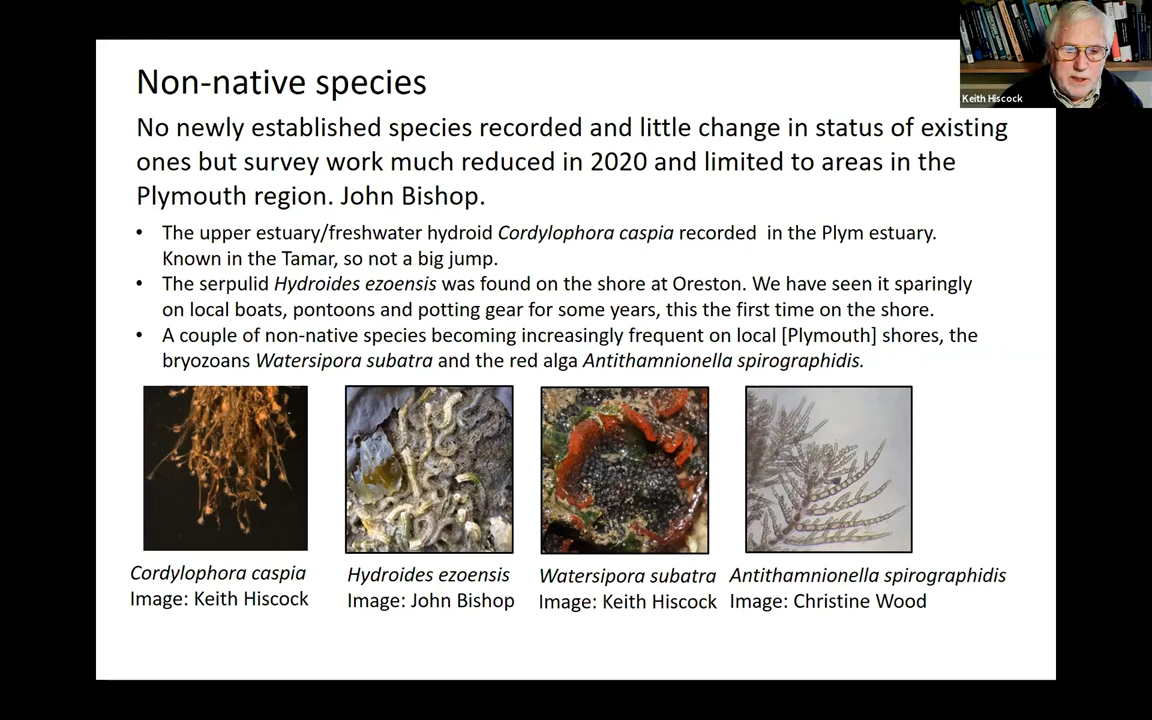 Non-native species
Keith Hiscock
No newly established species recorded and little change in status of existing
ones but survey work much reduced in 2020 and limited to areas in the
Plymouth region. John Bishop.
• The upper estuary/freshwater hydroid Cordylophora caspia recorded in the Plym estuary.
Known in the Tamar, so not a big jump.
• The serpulid Hydroides ezoensis was found on the shore at Oreston. We have seen it sparingly
on local boats, pontoons and potting gear for some years, this the first time on the shore.
• A couple of non-native species becoming increasingly frequent on local [Plymouth] shores, the
bryozoans Watersipora subatra and the red alga Antithamnionella spirographidis.
Cordylophora caspia
Image: Keith Hiscock
Hydroides ezoensis
Image: John Bishop
Watersipora subatra
Image: Keith Hiscock
Antithamnionella spirographidis
Image: Christine Wood